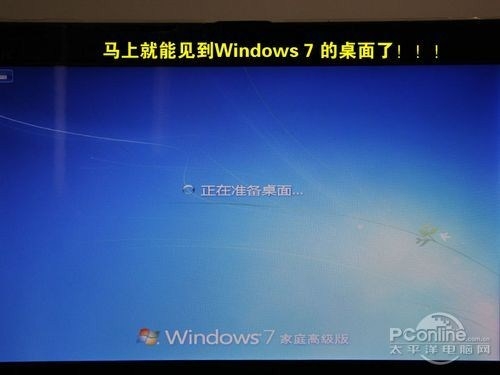 马上就能见到Windows 7 的桌面了！！！
正在准备桌面...
Windows 7 家庭高级版
PConline
.com.cn
太平洋电脑网